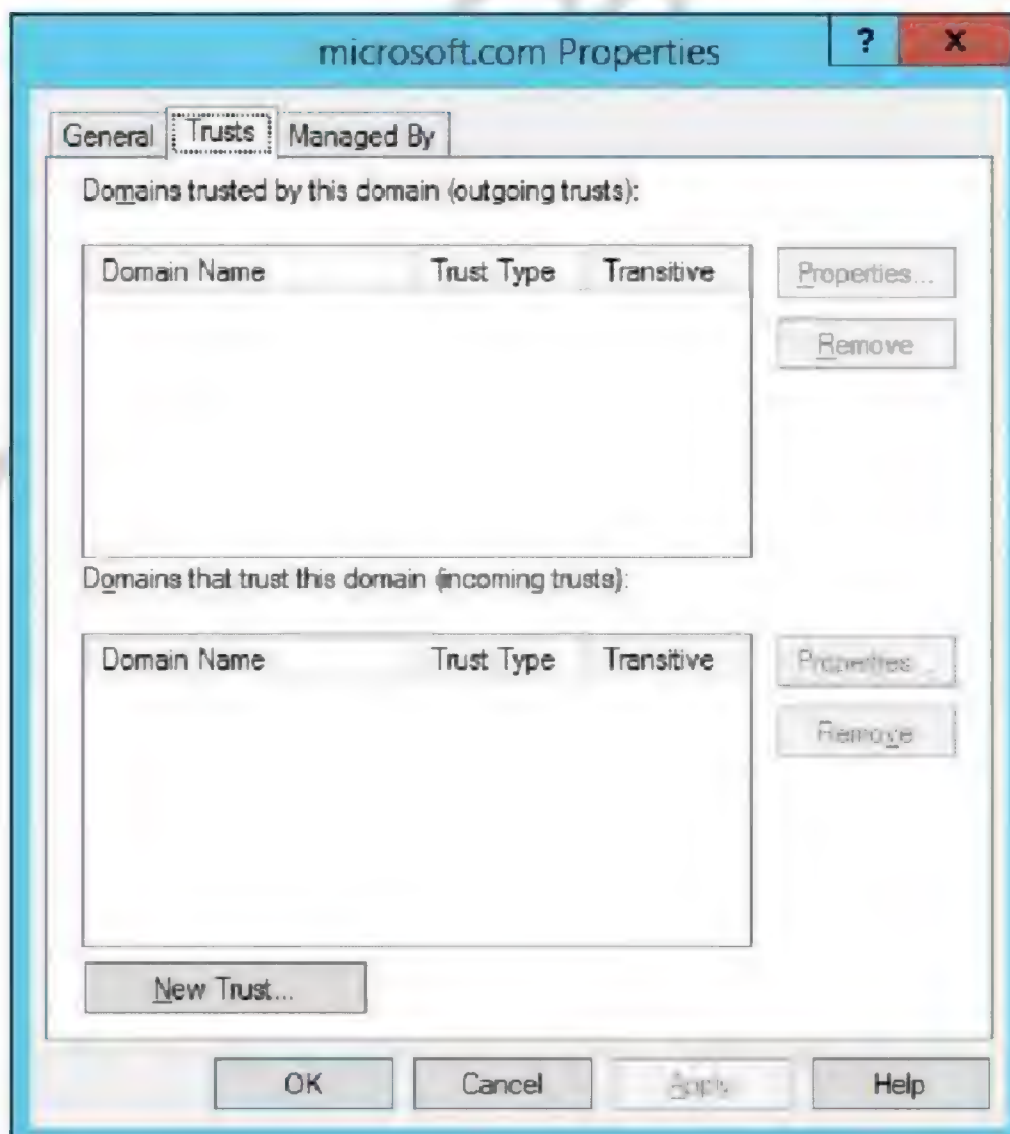 microsoft.com Properties
?
X
General
Trusts
Managed By
Domains trusted by this domain (outgoing trusts):
Domain Name Trust Type Transitive
Properties...
Remove
Domains that trust this domain (incoming trusts):
Domain Name Trust Type Transitive
Properties...
Remove
New Trust...
OK
Cancel
Apply
Help